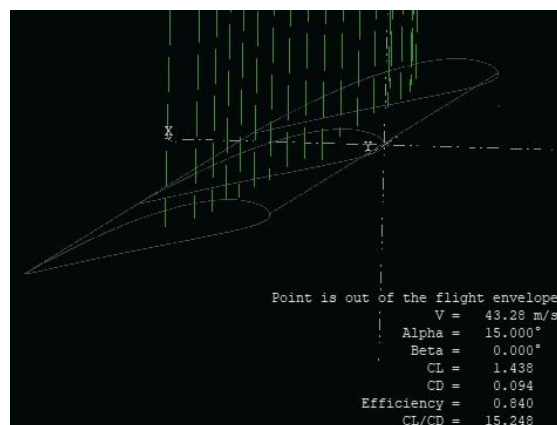 X
Y
Point is out of the flight envelope
V = 43.28 m/s
Alpha = 15.000°
Beta = 0.000°
CL = 1.438
CD = 0.094
Efficiency = 0.840
CL/CD = 15.248